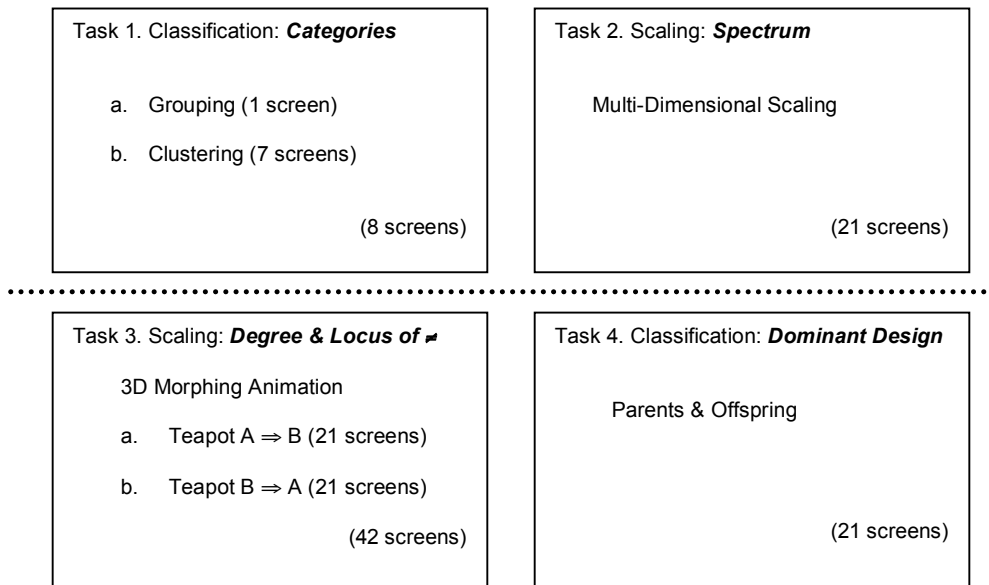 Task 1. Classification: Categories
a. Grouping (1 screen)
b. Clustering (7 screens)
(8 screens)
Task 2. Scaling: Spectrum
Multi-Dimensional Scaling
(21 screens)
Task 3. Scaling: Degree & Locus of ≠
3D Morphing Animation
a. Teapot A ⇒ B (21 screens)
b. Teapot B ⇒ A (21 screens)
(42 screens)
Task 4. Classification: Dominant Design
Parents & Offspring
(21 screens)